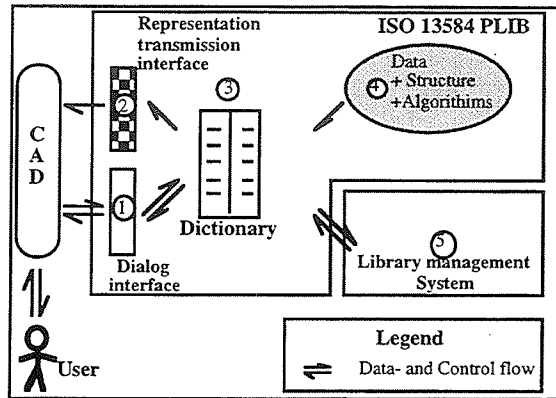 Representation
transmission
interface
ISO 13584 PLIB
3
Data
+ Structure
+Algorithims
4
2
C
A
D
1
Dictionary
Dialog
interface
5
Library management
System
User
Legend
Data- and Control flow